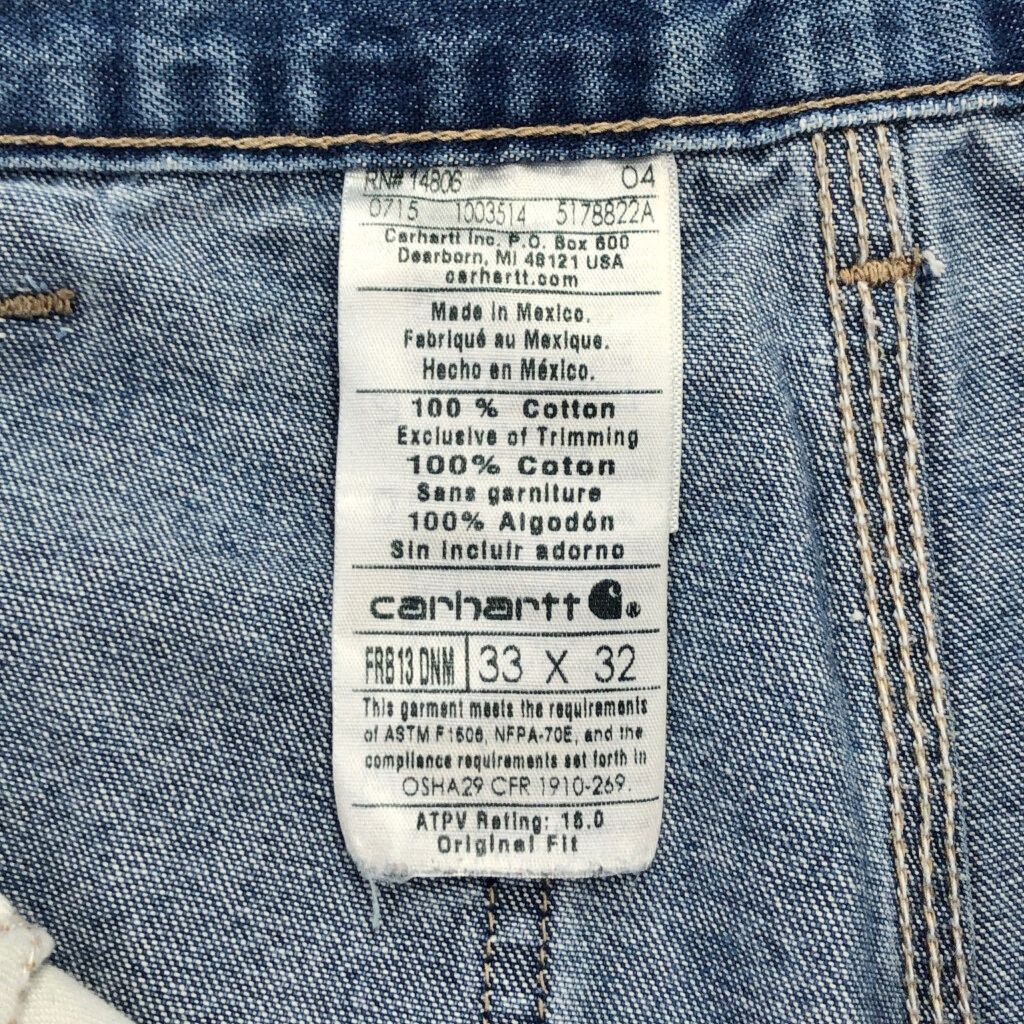 RN# 14806 04
0715 1003514 5178822A
Carhartt Inc. P.O. Box 600
Dearborn, MI 48121 USA
carhartt.com
Made in Mexico.
Fabriqué au Mexique.
Hecho en México.
100 % Cotton
Exclusive of Trimming
100% Coton
Sans garniture
100% Algodón
Sin incluir adorno
carhartt ®
FRB13 DNM 33 X 32
This garment meets the requirements
of ASTM F1506, NFPA-70E, and the
compliance requirements set forth in
OSHA29 CFR 1910-269.
ATPV Rating: 15.0
Original Fit